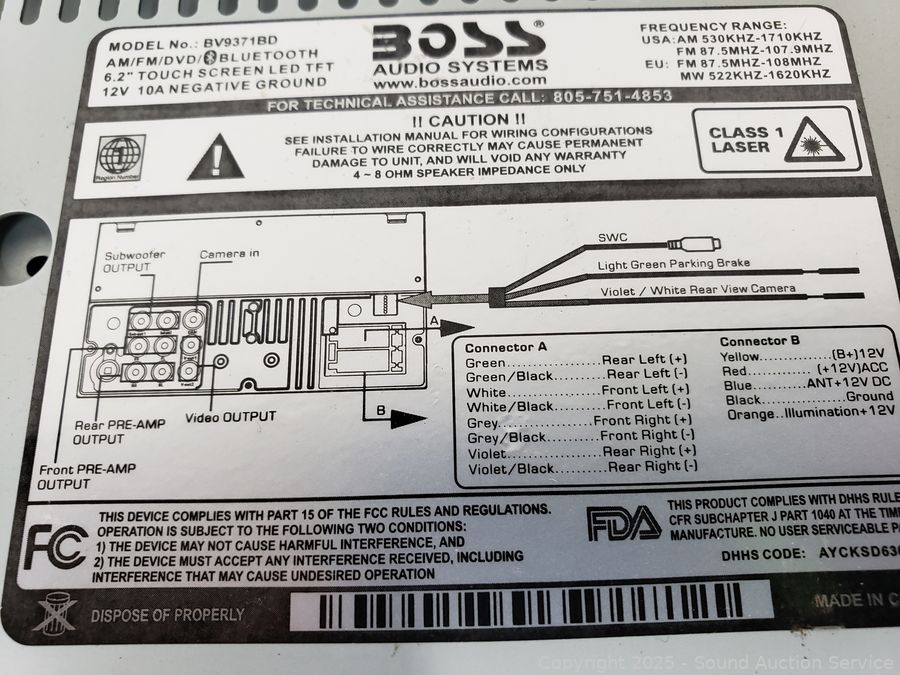 MODEL No.: BV9371BD
AM/FM/DVD/BLUETOOTH
6.2" TOUCH SCREEN LED TFT
12V 10A NEGATIVE GROUND
BOSS®
AUDIO SYSTEMS
www.bossaudio.com
FREQUENCY RANGE:
USA: AM 530KHZ-1710KHZ
FM 87.5MHZ-107.9MHZ
EU: FM 87.5MHZ-108MHZ
MW 522KHZ-1620KHZ
FOR TECHNICAL ASSISTANCE CALL: 805-751-4853
1
Region Number
!! CAUTION !!
SEE INSTALLATION MANUAL FOR WIRING CONFIGURATIONS
FAILURE TO WIRE CORRECTLY MAY CAUSE PERMANENT
DAMAGE TO UNIT, AND WILL VOID ANY WARRANTY
4 ~ 8 OHM SPEAKER IMPEDANCE ONLY
CLASS 1
LASER
Subwoofer
OUTPUT
Camera in
SWC
Light Green Parking Brake
Violet / White Rear View Camera
A
B
Rear PRE-AMP
OUTPUT
Video OUTPUT
Front PRE-AMP
OUTPUT
Connector A
Green....................Rear Left (+)
Green/Black..........Rear Left (-)
White...................Front Left (+)
White/Black.........Front Left (-)
Grey...................Front Right (+)
Grey/Black.........Front Right (-)
Violet...................Rear Right (+)
Violet/Black.........Rear Right (-)
Connector B
Yellow..............(B+)12V
Red..............(+12V)ACC
Blue...........ANT+12V DC
Black.................Ground
Orange..Illumination+12V
FC
THIS DEVICE COMPLIES WITH PART 15 OF THE FCC RULES AND REGULATIONS.
OPERATION IS SUBJECT TO THE FOLLOWING TWO CONDITIONS:
1) THE DEVICE MAY NOT CAUSE HARMFUL INTERFERENCE, AND
2) THE DEVICE MUST ACCEPT ANY INTERFERENCE RECEIVED, INCLUDING
INTERFERENCE THAT MAY CAUSE UNDESIRED OPERATION
FDA
THIS PRODUCT COMPLIES WITH DHHS RULE
CFR SUBCHAPTER J PART 1040 AT THE TIM
MANUFACTURE. NO USER SERVICEABLE P
DHHS CODE: AYCKSD630
DISPOSE OF PROPERLY
MADE IN C
Copyright 2025 - Sound Auction Service